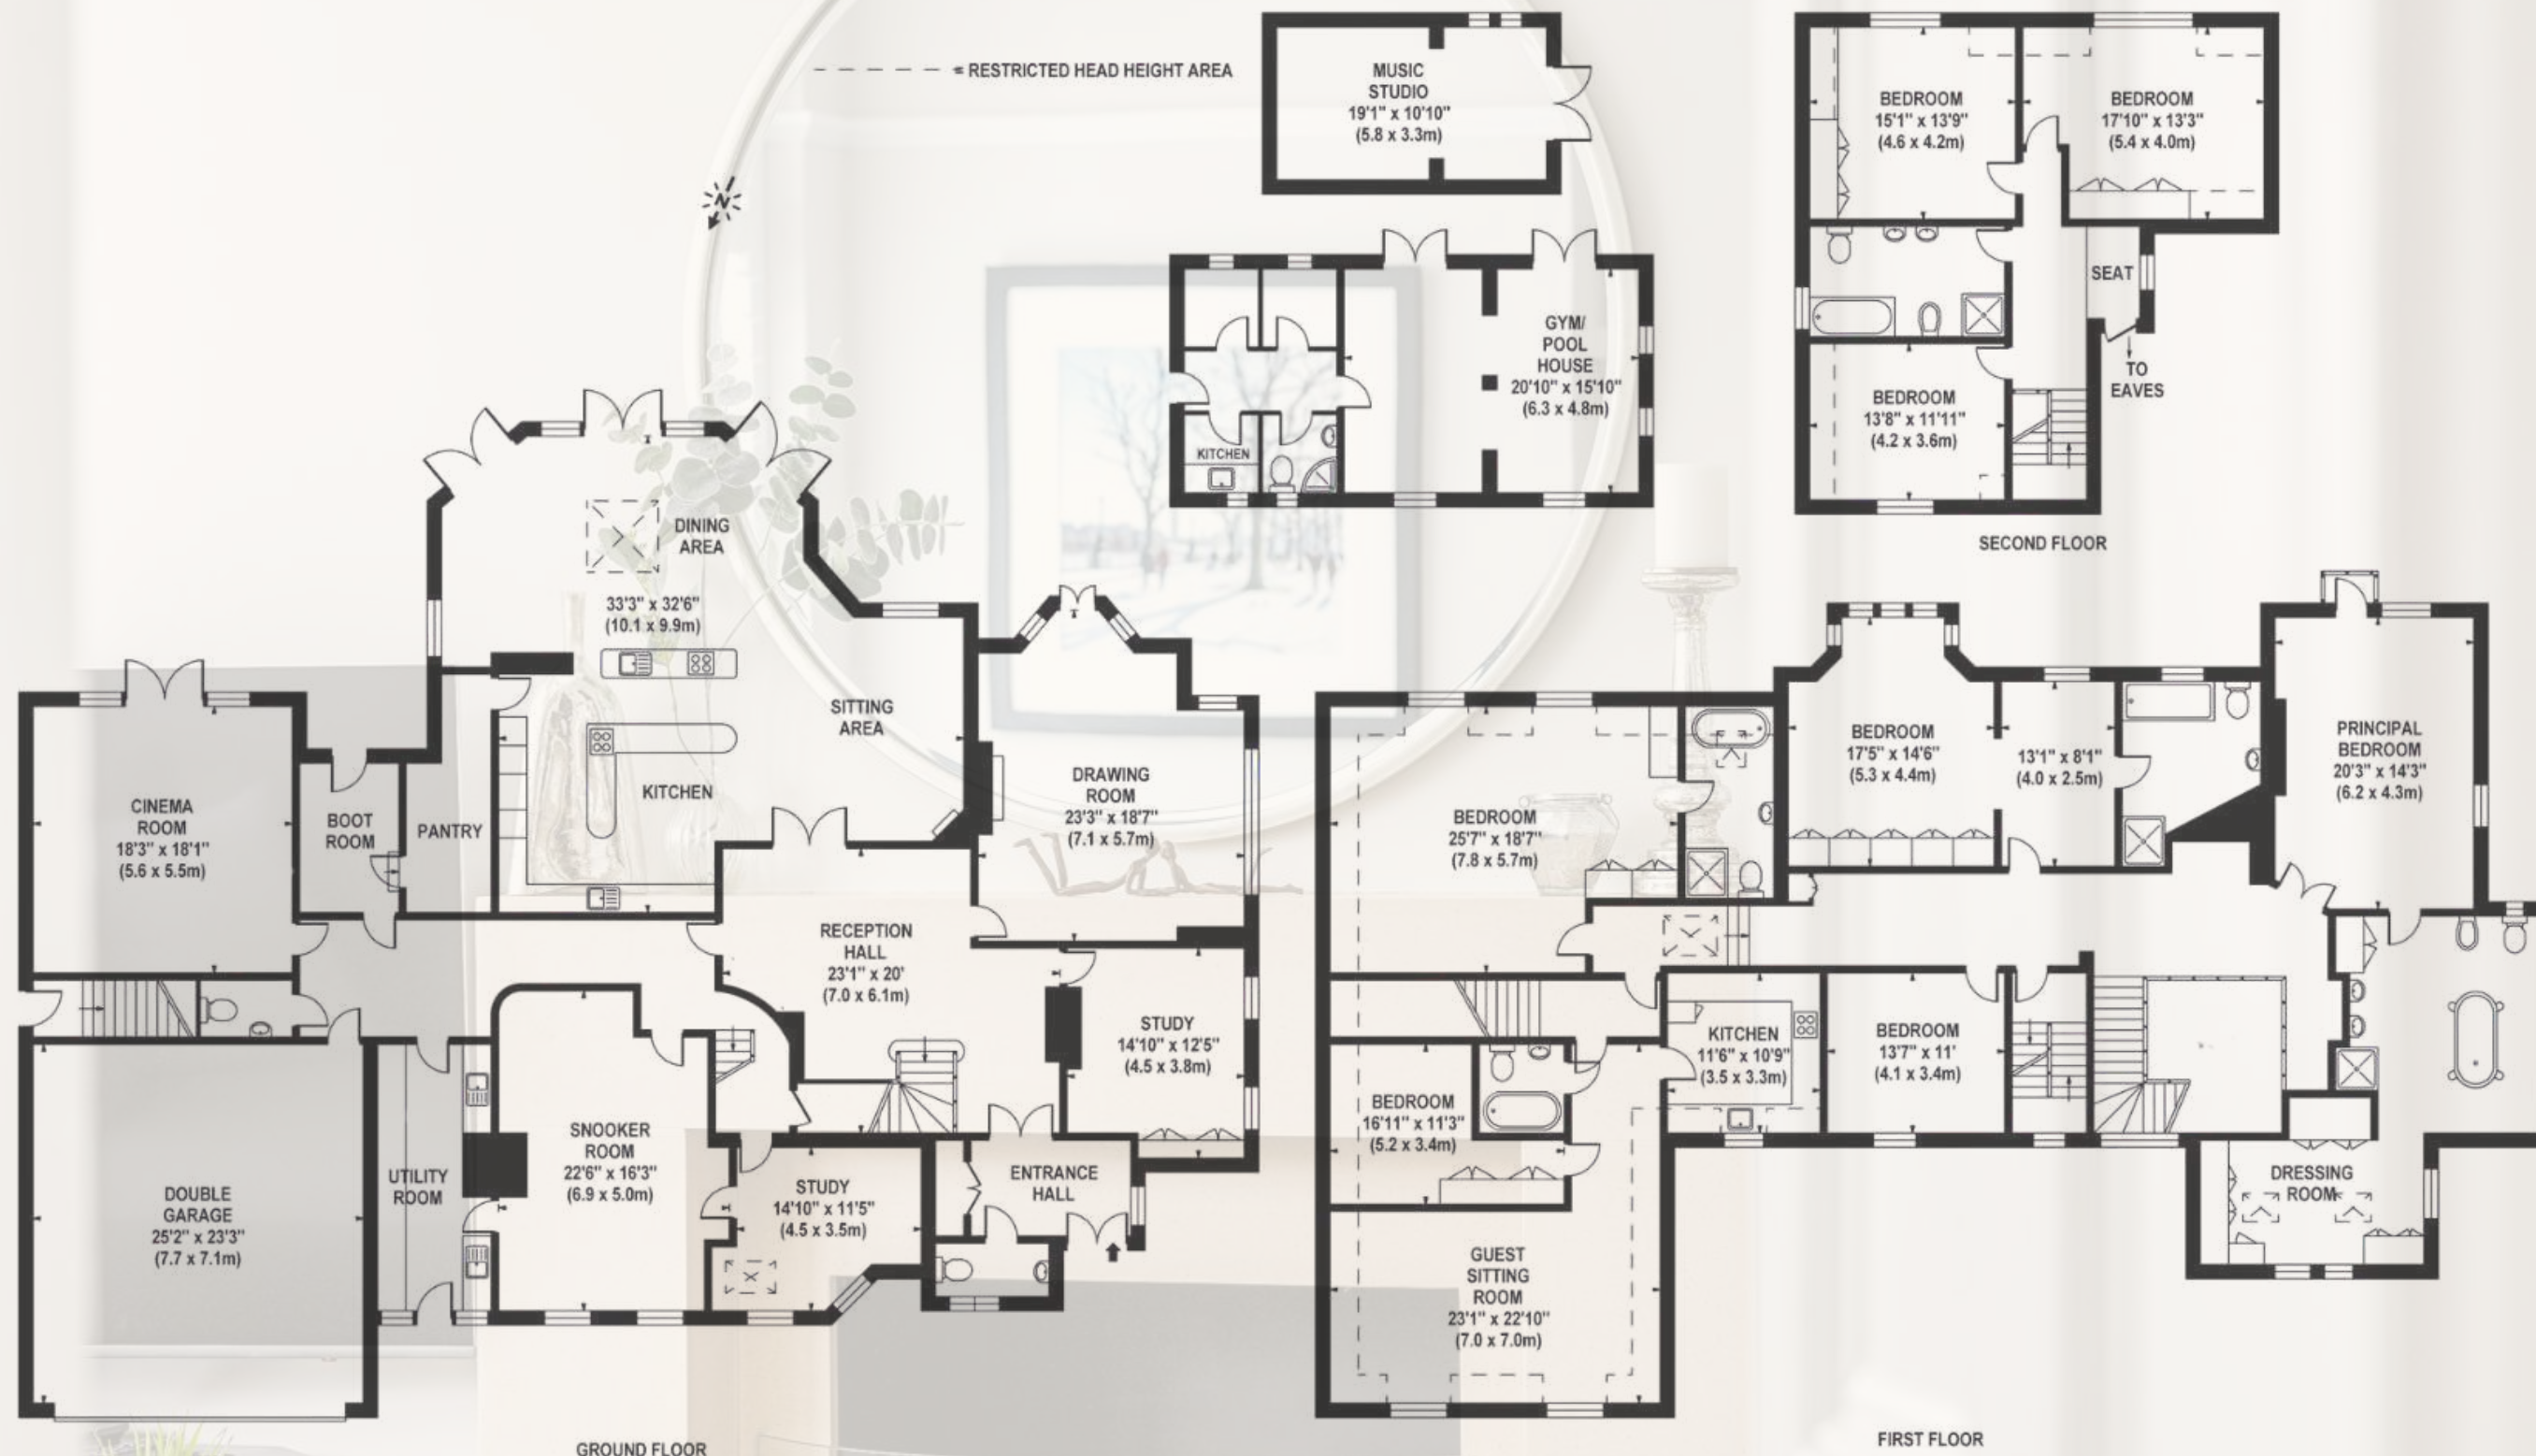 RESTRICTED HEAD HEIGHT AREA
N
MUSIC
STUDIO
19'1" x 10'10"
(5.8 x 3.3m)
GYM/
POOL
HOUSE
20'10" x 15'10"
(6.3 x 4.8m)
KITCHEN
BEDROOM
15'1" x 13'9"
(4.6 x 4.2m)
BEDROOM
17'10" x 13'3"
(5.4 x 4.0m)
SEAT
TO
EAVES
BEDROOM
13'8" x 11'11"
(4.2 x 3.6m)
SECOND FLOOR
DINING
AREA
33'3" x 32'6"
(10.1 x 9.9m)
SITTING
AREA
KITCHEN
CINEMA
ROOM
18'3" x 18'1"
(5.6 x 5.5m)
BOOT
ROOM
PANTRY
DRAWING
ROOM
23'3" x 18'7"
(7.1 x 5.7m)
RECEPTION
HALL
23'1" x 20'
(7.0 x 6.1m)
STUDY
14'10" x 12'5"
(4.5 x 3.8m)
SNOOKER
ROOM
22'6" x 16'3"
(6.9 x 5.0m)
UTILITY
ROOM
DOUBLE
GARAGE
25'2" x 23'3"
(7.7 x 7.1m)
STUDY
14'10" x 11'5"
(4.5 x 3.5m)
ENTRANCE
HALL
GROUND FLOOR
BEDROOM
25'7" x 18'7"
(7.8 x 5.7m)
BEDROOM
17'5" x 14'6"
(5.3 x 4.4m)
13'1" x 8'1"
(4.0 x 2.5m)
PRINCIPAL
BEDROOM
20'3" x 14'3"
(6.2 x 4.3m)
KITCHEN
11'6" x 10'9"
(3.5 x 3.3m)
BEDROOM
13'7" x 11'
(4.1 x 3.4m)
BEDROOM
16'11" x 11'3"
(5.2 x 3.4m)
GUEST
SITTING
ROOM
23'1" x 22'10"
(7.0 x 7.0m)
DRESSING
ROOM
FIRST FLOOR